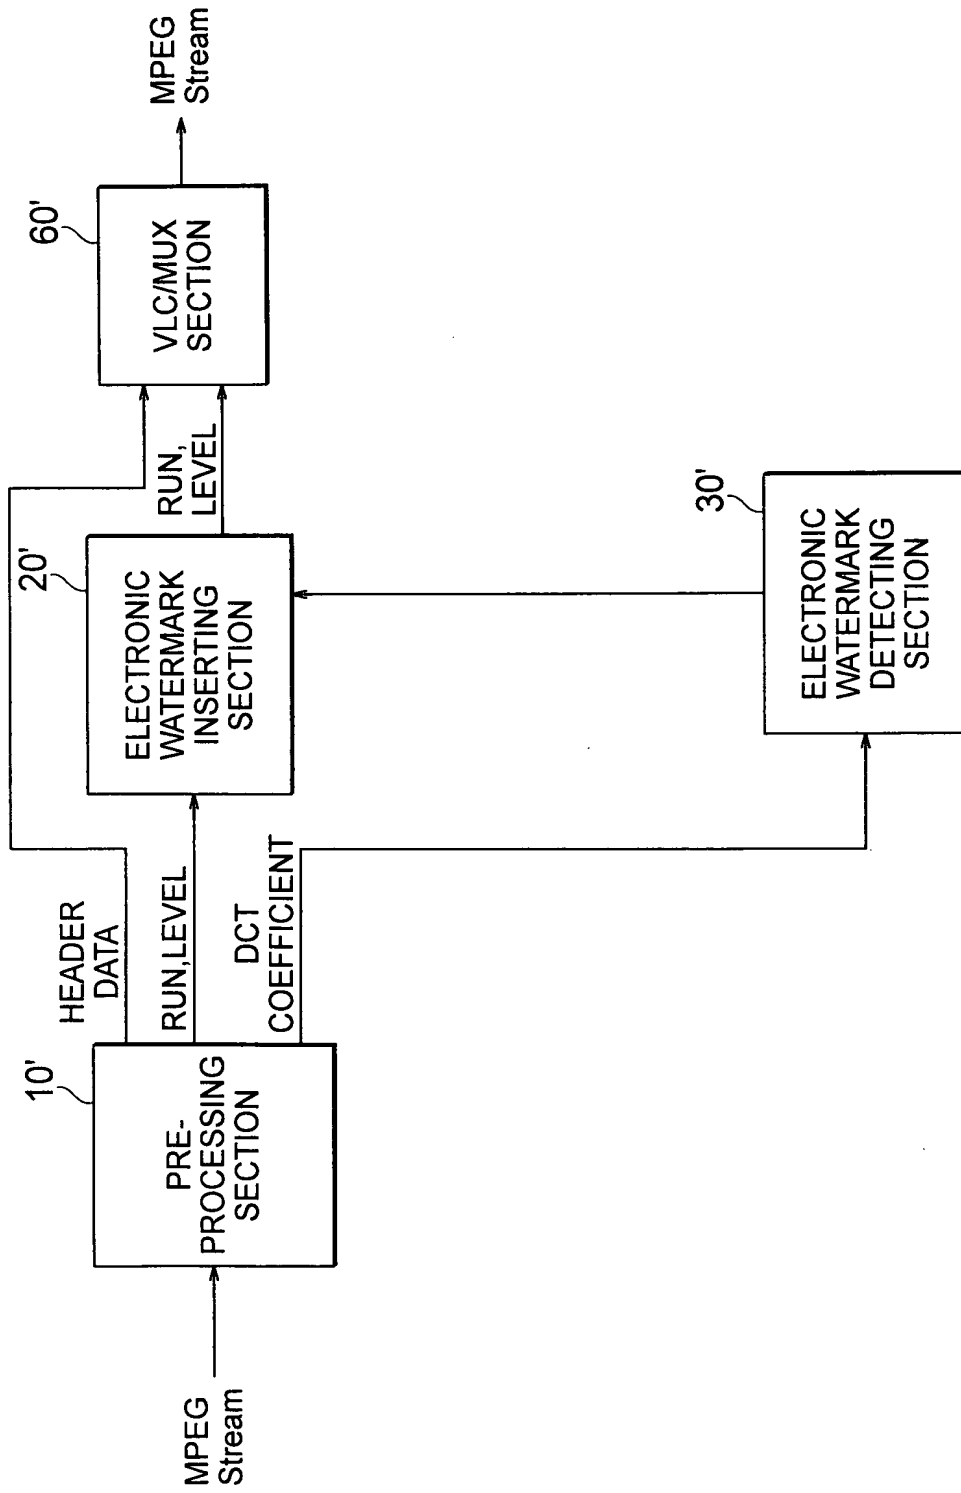 MPEG
Stream
10'
PRE-
PROCESSING
SECTION
HEADER
DATA
RUN,LEVEL
DCT
COEFFICIENT
20'
ELECTRONIC
WATERMARK
INSERTING
SECTION
RUN,
LEVEL
30'
ELECTRONIC
WATERMARK
DETECTING
SECTION
60'
VLC/MUX
SECTION
MPEG
Stream